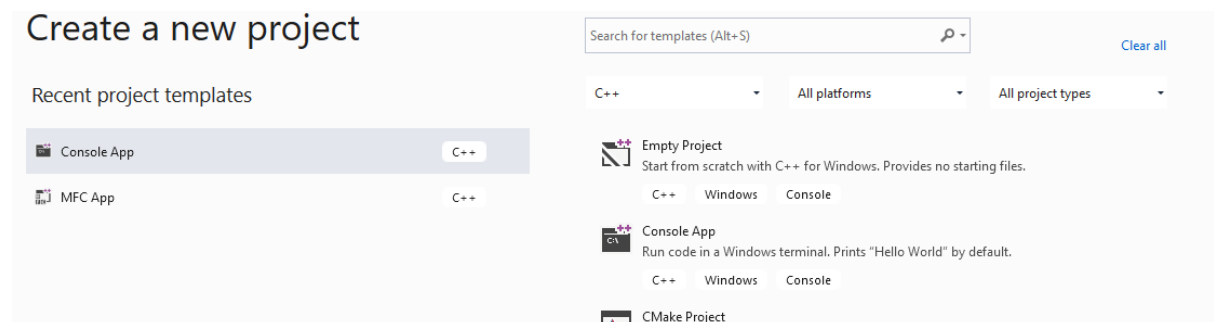 Create a new project
Search for templates (Alt+S)
Clear all
Recent project templates
C++
All platforms
All project types
Console App
C++
MFC App
C++
Empty Project
Start from scratch with C++ for Windows. Provides no starting files.
C++ Windows Console
Console App
Run code in a Windows terminal. Prints "Hello World" by default.
C++ Windows Console
CMake Project